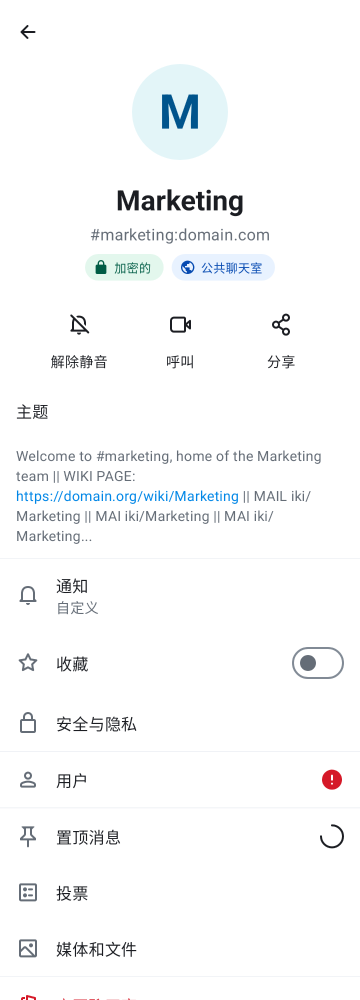 M
Marketing
#marketing:domain.com
加密的 公共聊天室
解除静音 呼叫 分享
主题
Welcome to #marketing, home of the Marketing
team || WIKI PAGE:
https://domain.org/wiki/Marketing || MAIL iki/
Marketing || MAI iki/Marketing || MAI iki/
Marketing...
通知
自定义
收藏
安全与隐私
用户
置顶消息
投票
媒体和文件